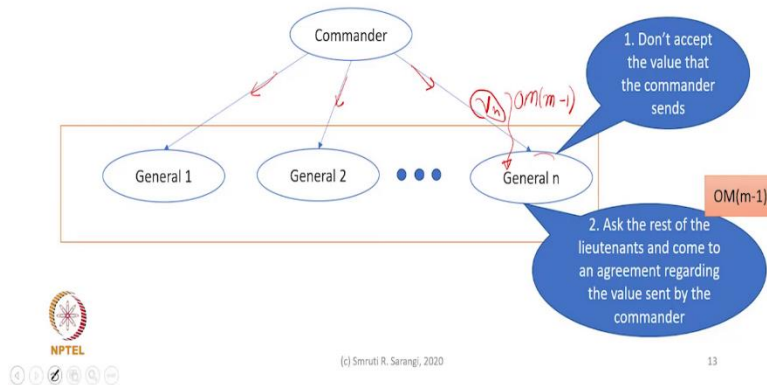 Commander
1. Don't accept
the value that
the commander
sends
Vn OM(m-1)
General 1
General 2
General n
OM(m-1)
2. Ask the rest of the
lieutenants and come to
an agreement regarding
the value sent by the
commander
NPTEL
(c) Smruti R. Sarangi, 2020
13